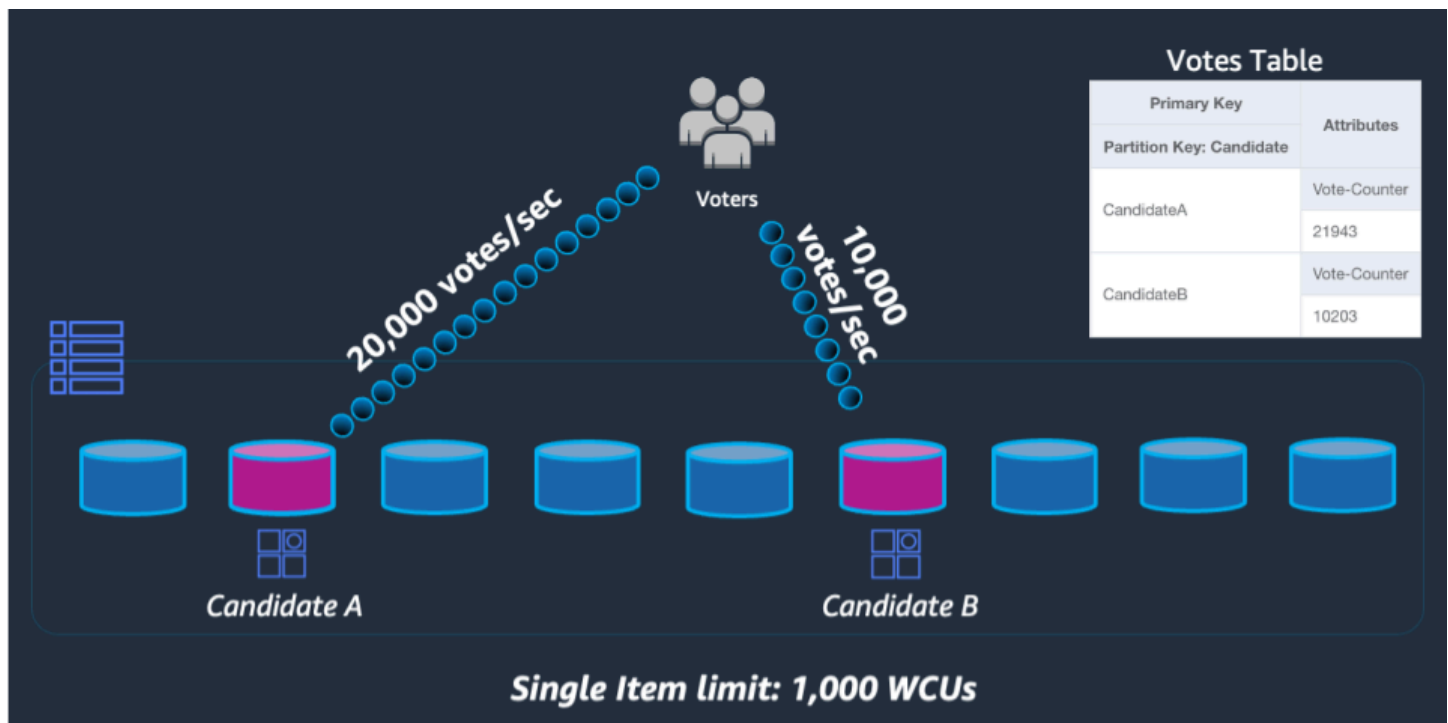 Votes Table
Primary Key
Attributes
Partition Key: Candidate
CandidateA
Vote-Counter
21943
CandidateB
Vote-Counter
10203
Voters
20,000 votes/sec
10,000
votes/sec
Candidate A
Candidate B
Single Item limit: 1,000 WCUs